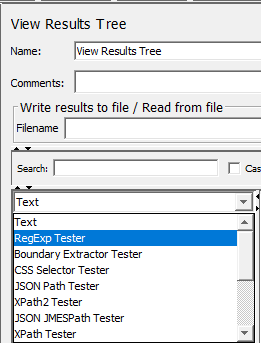 View Results Tree
Name: View Results Tree
Comments:
Write results to file / Read from file
Filename
Search: Cas
Text
Text
RegExp Tester
Boundary Extractor Tester
CSS Selector Tester
JSON Path Tester
XPath2 Tester
JSON JMESPath Tester
XPath Tester